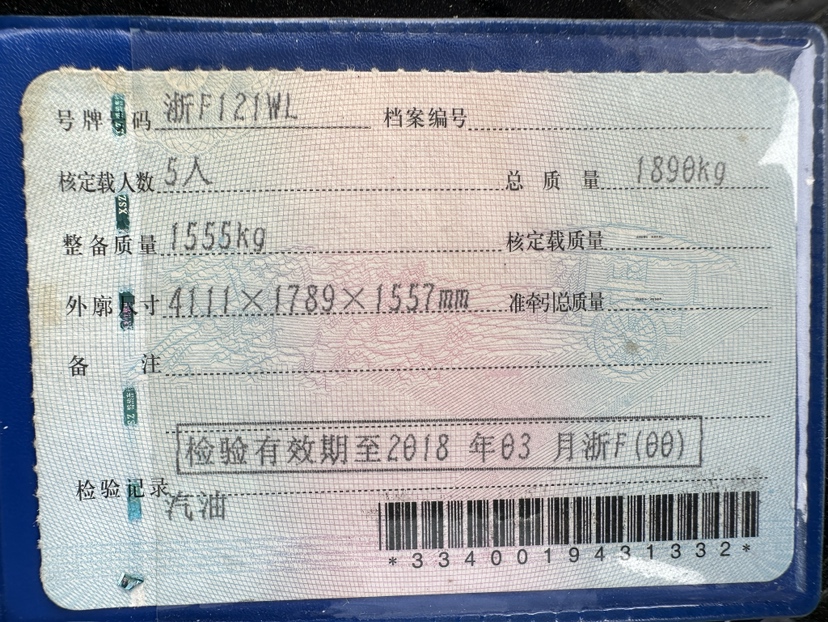 号牌号码 浙F121WL 档案编号
核定载人数 5人 总质量 1890kg
整备质量 1555kg 核定载质量 --
外廓尺寸 4111×1789×1557mm 准牵引总质量 --
备注
检验有效期至2018 年03 月浙F(00)
检验记录
汽油
*3340019431332*